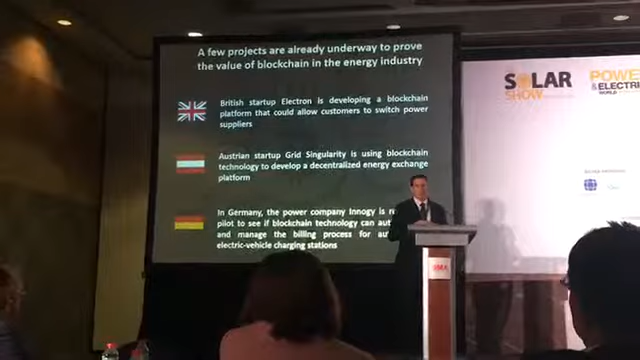 A few projects are already underway to prove
the value of blockchain in the energy industry
British startup Electron is developing a blockchain
platform that could allow customers to switch power
suppliers
Austrian startup Grid Singularity is using blockchain
technology to develop a decentralized energy exchange
platform
In Germany, the power company Innogy is
pilot to see if blockchain technology can
and manage the billing process for
electric-vehicle charging stations
SOLAR
SHOW
POWER
& ELECTRI
WORLD